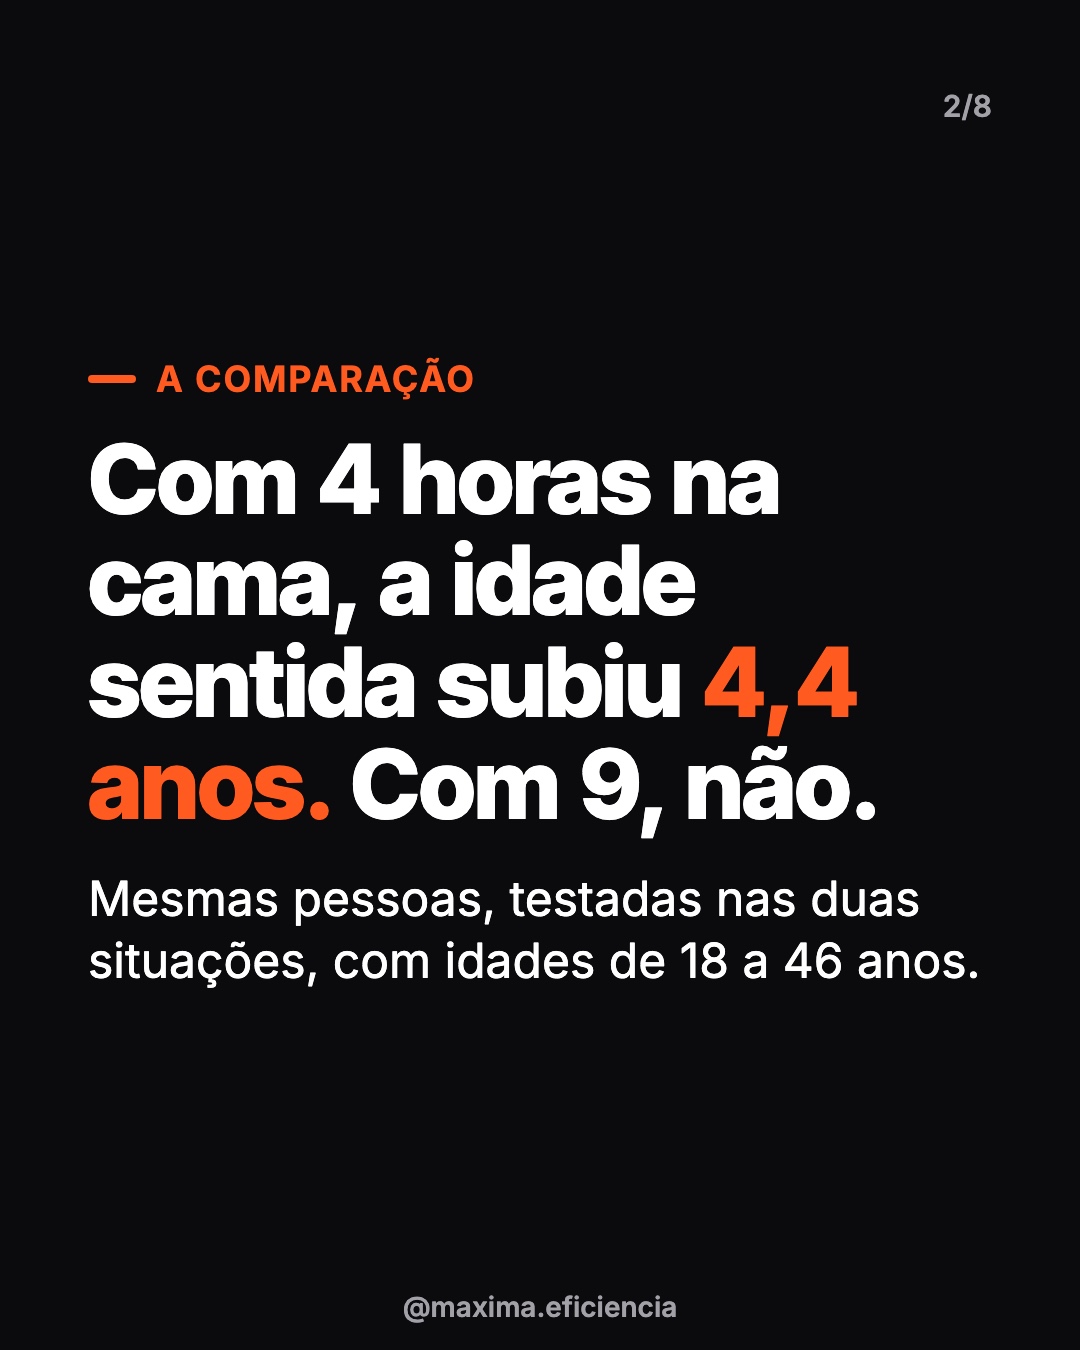 2/8
A COMPARAÇÃO
Com 4 horas na
cama, a idade
sentida subiu 4,4
anos. Com 9, não.
Mesmas pessoas, testadas nas duas
situações, com idades de 18 a 46 anos.
@maxima.eficiencia